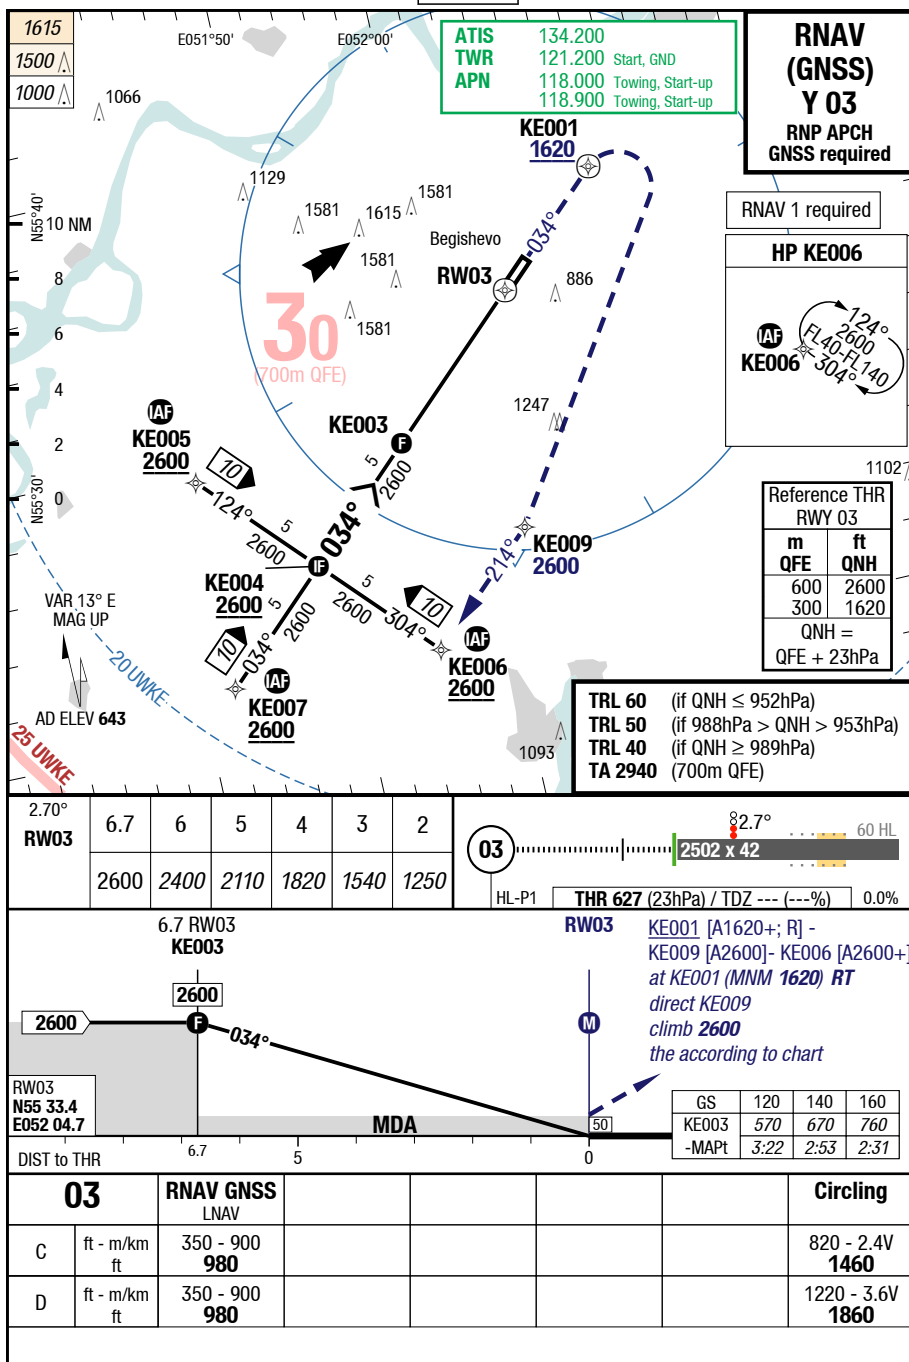 1615
1500
1000
E051°50'
E052°00'
ATIS 134.200
TWR 121.200 Start, GND
APN 118.000 Towing, Start-up
118.900 Towing, Start-up
RNAV
(GNSS)
Y 03
RNP APCH
GNSS required
1066
KE001
1620
1129
1581
1615
1581
N55°40'
10 NM
034°
RNAV 1 required
Begishevo
HP KE006
1581
RW03
886
8
30
(700m QFE)
1581
6
IAF
KE006
124°
2600
FL40-FL140
304°
4
IAF
KE005
2600
KE003
F
1247
2
10
5
2600
11027
N55°30'
0
124°
5
2600
034°
Reference THR
RWY 03
m ft
QFE QNH
600 2600
300 1620
QNH =
QFE + 23hPa
KE009
2600
214°
IF
KE004
2600
5
2600
10
304°
VAR 13° E
MAG UP
5
2600
10
034°
IAF
KE006
2600
20 UWKE
IAF
KE007
2600
AD ELEV 643
25 UWKE
1093
TRL 60 (if QNH ≤ 952hPa)
TRL 50 (if 988hPa > QNH > 953hPa)
TRL 40 (if QNH ≥ 989hPa)
TA 2940 (700m QFE)
2.70°
RW03 6.7 6 5 4 3 2
2600 2400 2110 1820 1540 1250
03
2.7°
60 HL
2502 x 42
HL-P1
THR 627 (23hPa) / TDZ --- (---%)
0.0%
6.7 RW03
KE003
RW03
KE001 [A1620+; R] -
KE009 [A2600]- KE006 [A2600+]
at KE001 (MNM 1620) RT
direct KE009
climb 2600
the according to chart
2600
2600
F
034°
M
RW03
N55 33.4
E052 04.7
MDA
50
GS 120 140 160
KE003 570 670 760
-MAPt 3:22 2:53 2:31
DIST to THR
6.7
5
0
03 RNAV GNSS Circling
LNAV
C ft - m/km 350 - 900 820 - 2.4V
ft 980 1460
D ft - m/km 350 - 900 1220 - 3.6V
ft 980 1860